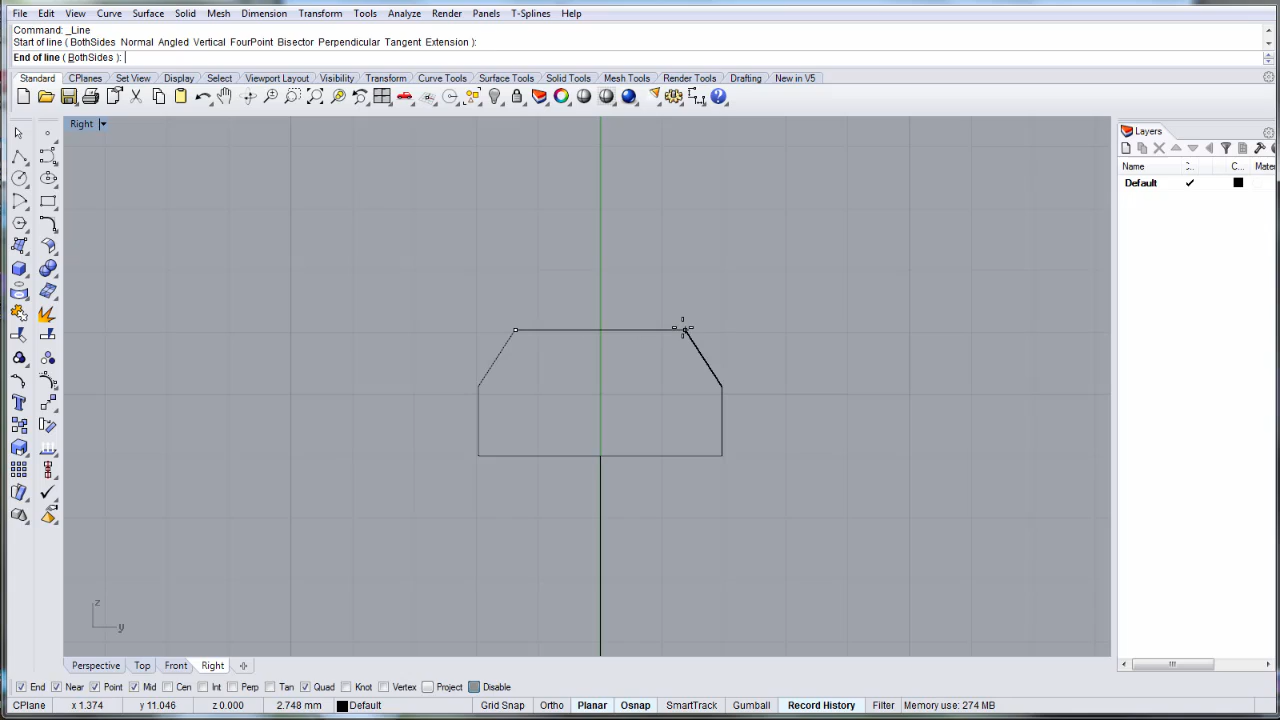 File Edit View Curve Surface Solid Mesh Dimension Transform Tools Analyze Render Panels T-Splines Help
Command: _Line
Start of line ( BothSides Normal Angled Vertical FourPoint Bisector Perpendicular Tangent Extension ):
End of line ( BothSides ):
Standard CPlanes Set View Display Select Viewport Layout Visibility Transform Curve Tools Surface Tools Solid Tools Mesh Tools Render Tools Drafting New in V5
Right
Layers
Name C... Mate
Default
z
y
Perspective Top Front Right
End Near Point Mid Cen Int Perp Tan Quad Knot Vertex Project Disable
CPlane x 1.374 y 11.046 z 0.000 2.748 mm Default Grid Snap Ortho Planar Osnap SmartTrack Gumball Record History Filter Memory use: 274 MB